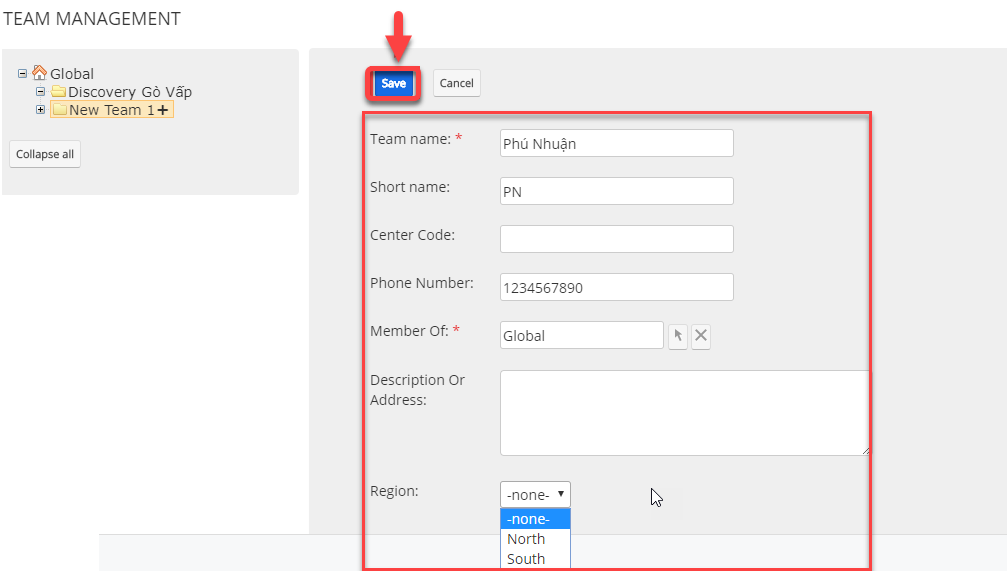 TEAM MANAGEMENT
Global
Discovery Gò Vấp
New Team 1+
Collapse all
Save
Cancel
Team name: *
Phú Nhuận
Short name:
PN
Center Code:
Phone Number:
1234567890
Member Of: *
Global
Description Or
Address:
Region:
-none-
-none-
North
South